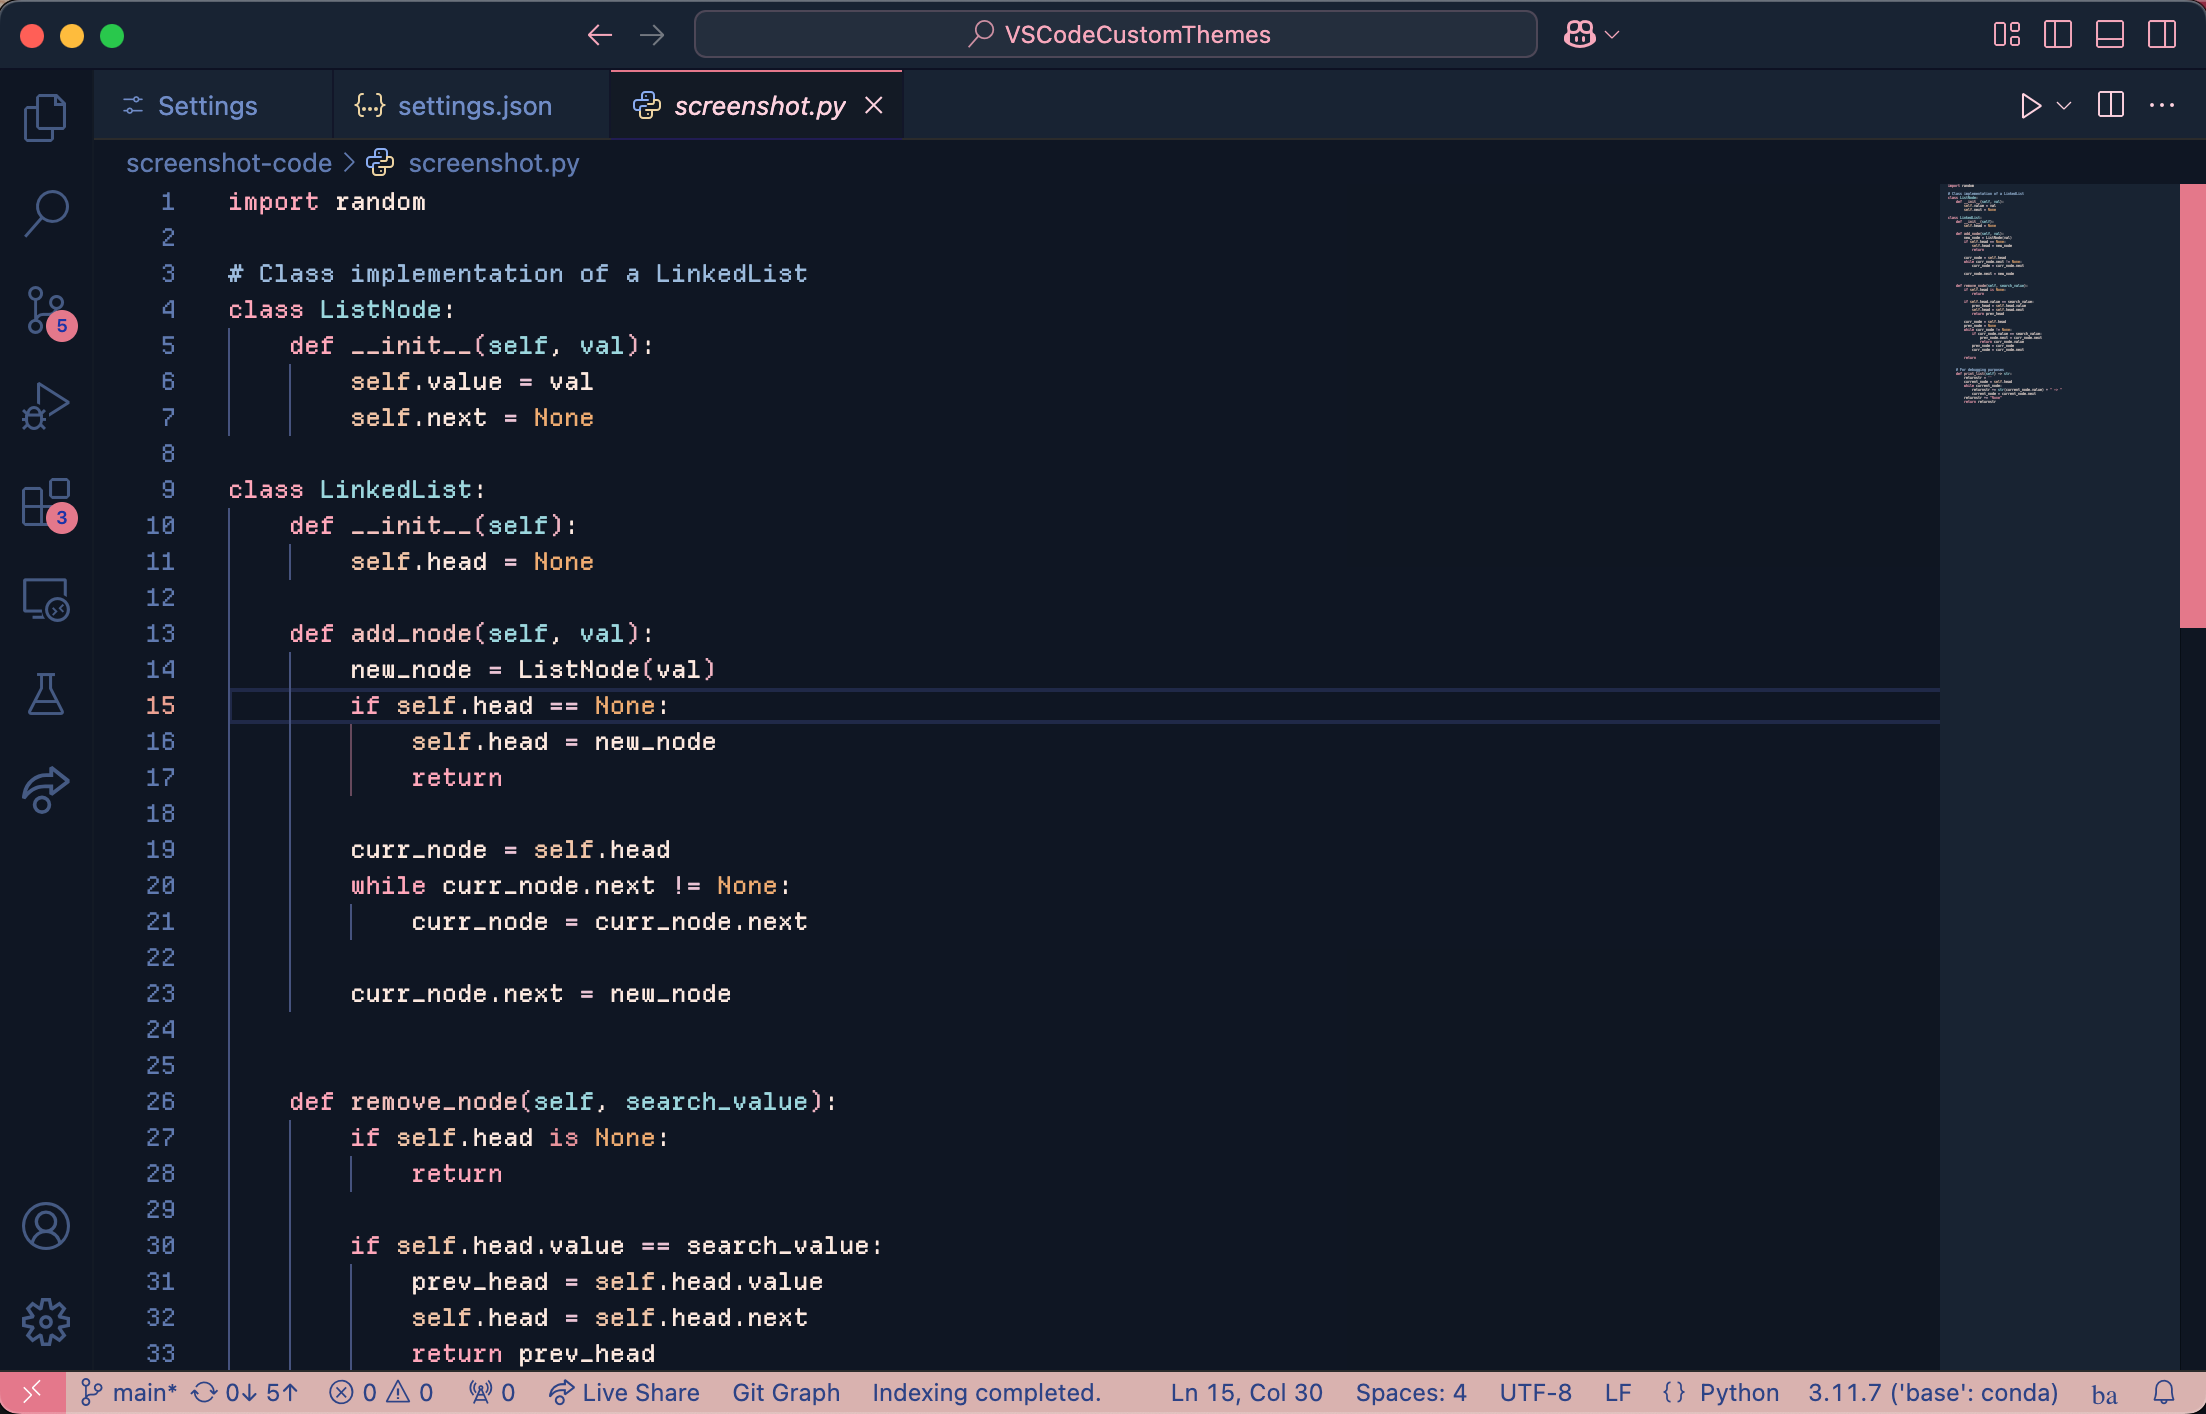 VSCodeCustomThemes
Settings
{...} settings.json
screenshot.py
screenshot-code > screenshot.py
1 import random
2
3 # Class implementation of a LinkedList
4 class ListNode:
5     def __init__(self, val):
6         self.value = val
7         self.next = None
8
9 class LinkedList:
10     def __init__(self):
11         self.head = None
12
13     def add_node(self, val):
14         new_node = ListNode(val)
15         if self.head == None:
16             self.head = new_node
17             return
18
19         curr_node = self.head
20         while curr_node.next != None:
21             curr_node = curr_node.next
22
23         curr_node.next = new_node
24
25
26     def remove_node(self, search_value):
27         if self.head is None:
28             return
29
30         if self.head.value == search_value:
31             prev_head = self.head.value
32             self.head = self.head.next
33             return prev_head
5
3
main* 0↓ 5↑ 0 0 0 Live Share Git Graph Indexing completed. Ln 15, Col 30 Spaces: 4 UTF-8 LF {} Python 3.11.7 ('base': conda) ba